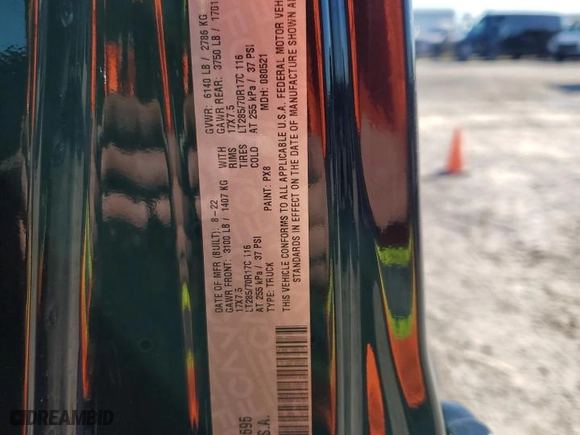 DATE OF MFR (BUILT): 8-22
GVWR: 6140 LB / 2786 KG
GAWR FRONT: 3100 LB / 1407 KG
WITH
GAWR REAR: 3750 LB / 1701
17X7.5
RIMS
17X7.5
LT285/70R17C 116
TIRES
LT285/70R17C 116
AT 255 kPa / 37 PSI
COLD
AT 255 kPa / 37 PSI
TYPE: TRUCK
PAINT: PX8
MDH: 080521
THIS VEHICLE CONFORMS TO ALL APPLICABLE U.S.A. FEDERAL MOTOR VEH
STANDARDS IN EFFECT ON THE DATE OF MANUFACTURE SHOWN A
696
S.A.
DREAMBID